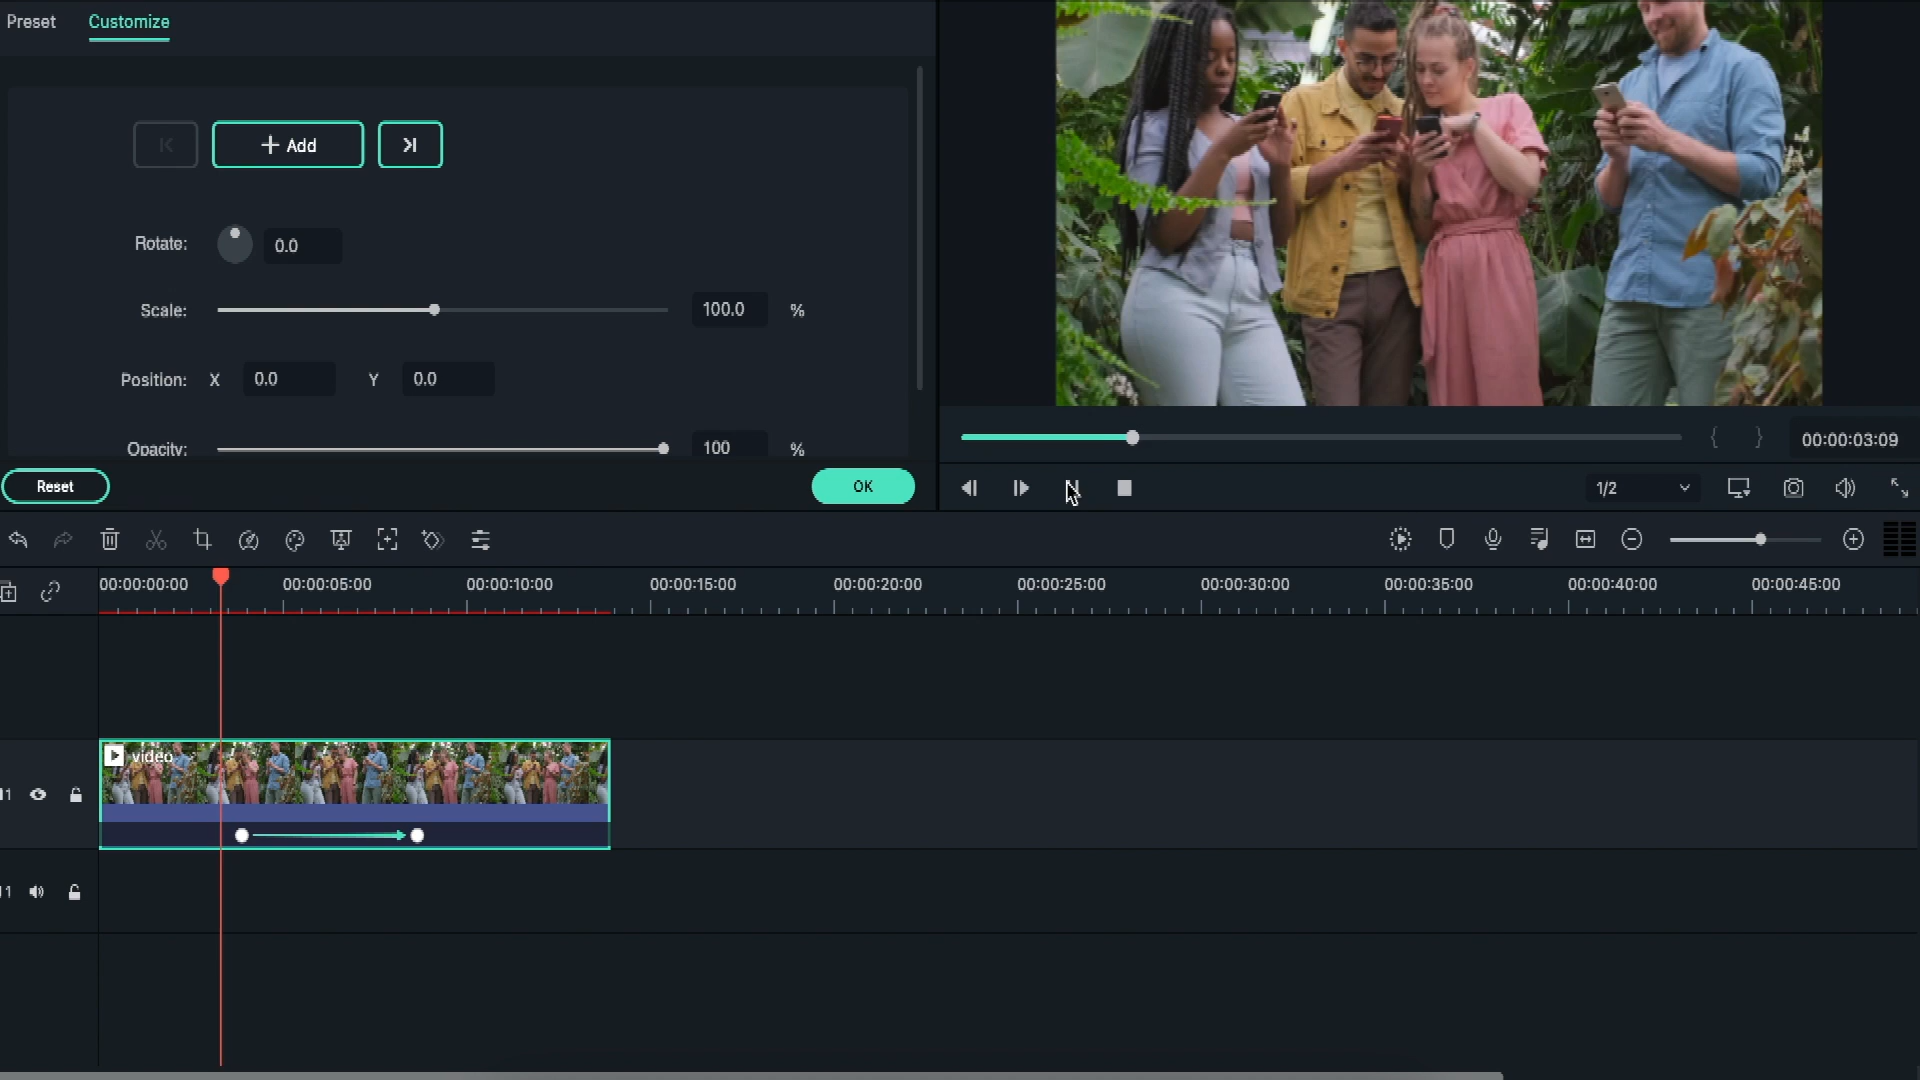 Preset Customize
+ Add
Rotate: 0.0
Scale: 100.0 %
Position: X 0.0 Y 0.0
Opacity: 100 %
Reset OK
{ } 00:00:03:09
1/2
00:00:00:00 00:00:05:00 00:00:10:00 00:00:15:00 00:00:20:00 00:00:25:00 00:00:30:00 00:00:35:00 00:00:40:00 00:00:45:00
video
1
1